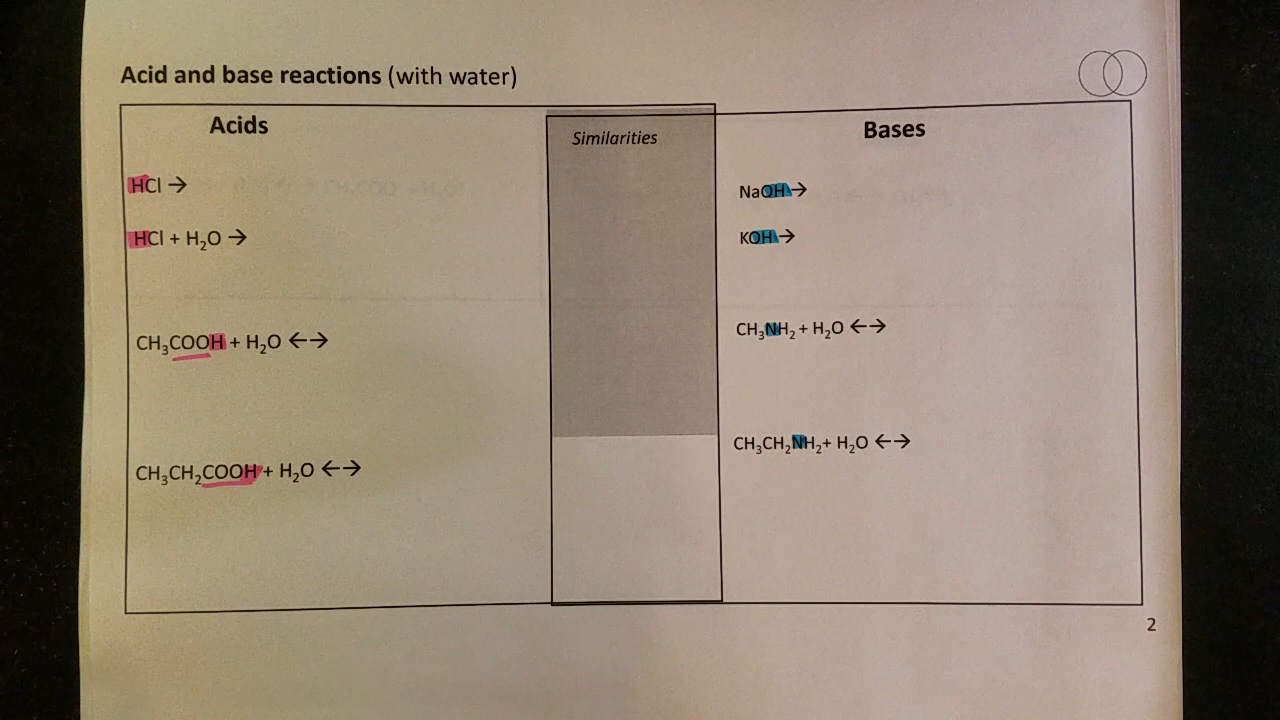 Acid and base reactions (with water)
Acids
HCl →
HCl + H₂O →
CH₃COOH + H₂O ←→
CH₃CH₂COOH + H₂O ←→
Similarities
Bases
NaOH →
KOH →
CH₃NH₂ + H₂O ←→
CH₃CH₂NH₂ + H₂O ←→
2